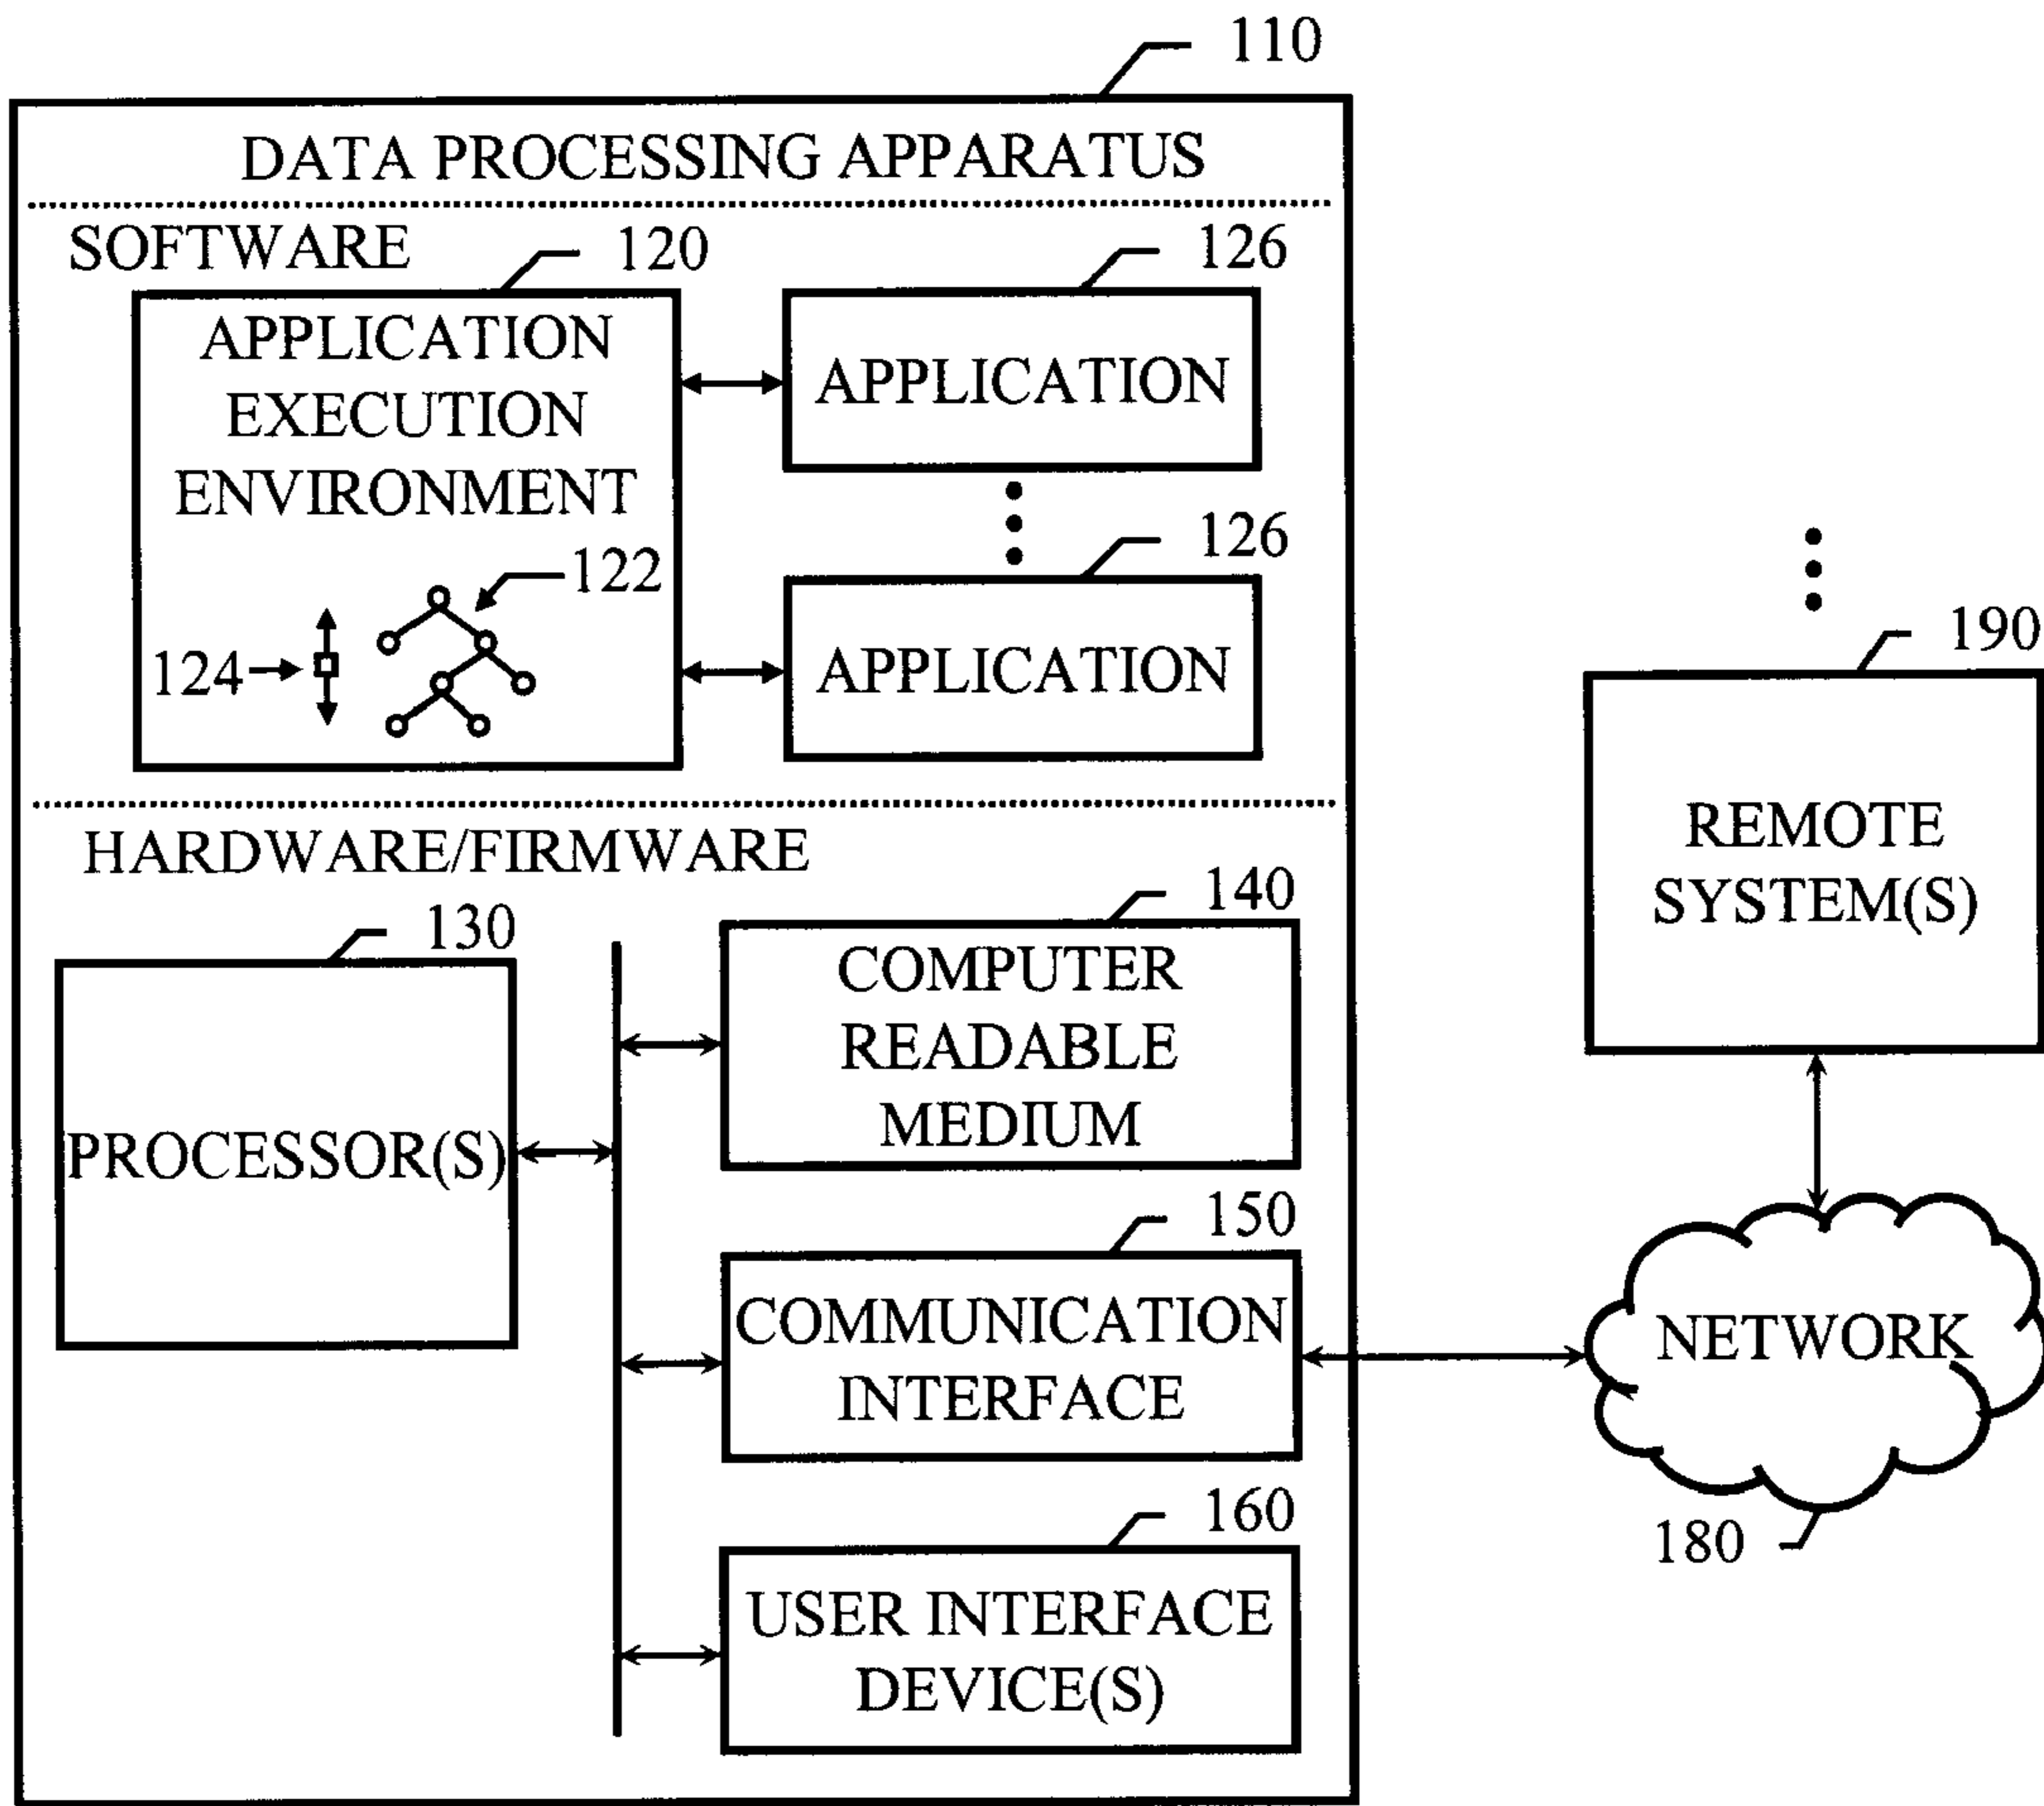 110
DATA PROCESSING APPARATUS
SOFTWARE
120
126
APPLICATION
EXECUTION
ENVIRONMENT
APPLICATION
122
124
126
APPLICATION
HARDWARE/FIRMWARE
130
PROCESSOR(S)
140
COMPUTER
READABLE
MEDIUM
150
COMMUNICATION
INTERFACE
160
USER INTERFACE
DEVICE(S)
190
REMOTE
SYSTEM(S)
NETWORK
180